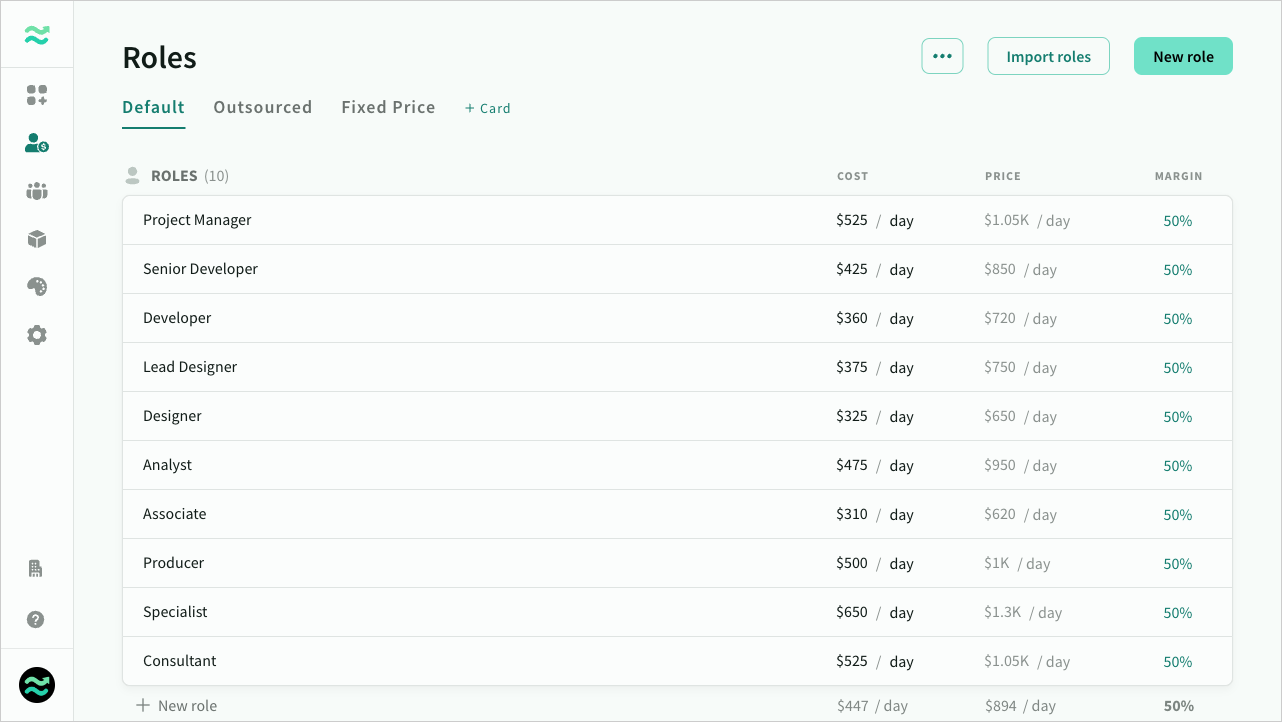 Roles
•••
Import roles
New role
Default Outsourced Fixed Price + Card
ROLES (10) COST PRICE MARGIN
Project Manager $525 / day $1.05K / day 50%
Senior Developer $425 / day $850 / day 50%
Developer $360 / day $720 / day 50%
Lead Designer $375 / day $750 / day 50%
Designer $325 / day $650 / day 50%
Analyst $475 / day $950 / day 50%
Associate $310 / day $620 / day 50%
Producer $500 / day $1K / day 50%
Specialist $650 / day $1.3K / day 50%
Consultant $525 / day $1.05K / day 50%
+ New role $447 / day $894 / day 50%